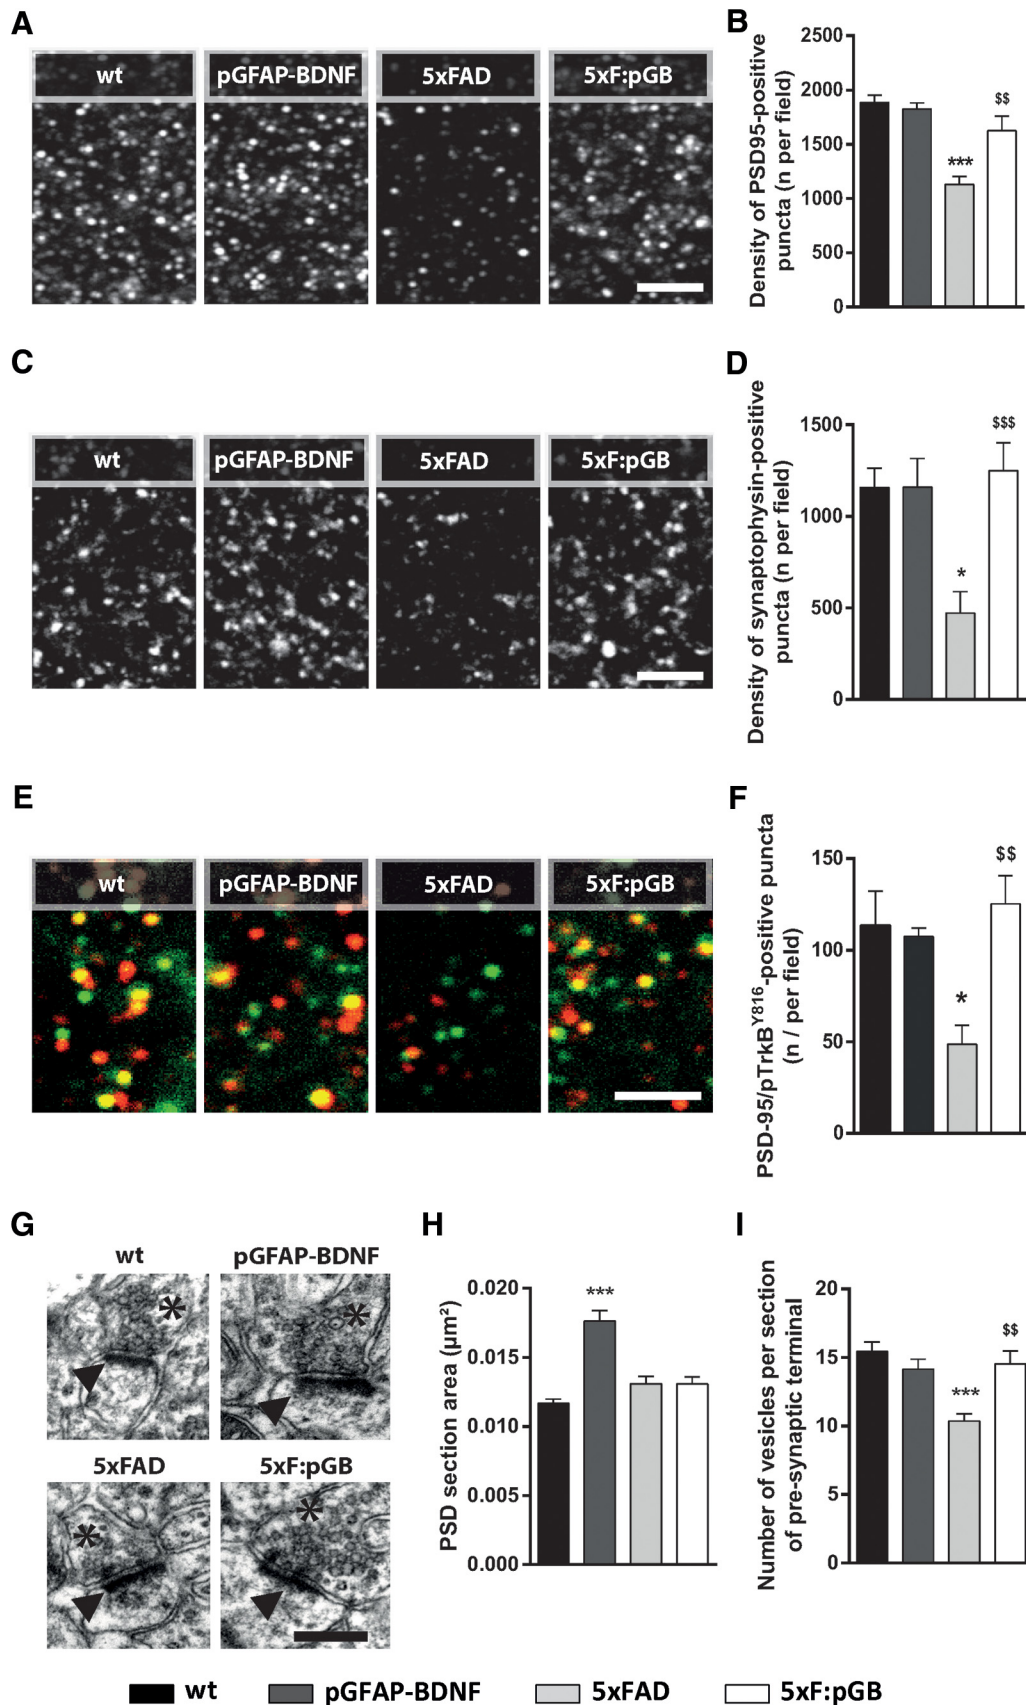 A
wt
pGFAP-BDNF
5xFAD
5xF:pGB
B
Density of PSD95-positive
puncta (n per field)
2500
2000
1500
1000
500
0
***
$$
C
wt
pGFAP-BDNF
5xFAD
5xF:pGB
D
Density of synaptophysin-positive
puncta (n per field)
1500
1000
500
0
*
$$$
E
wt
pGFAP-BDNF
5xFAD
5xF:pGB
F
PSD-95/pTrkB^Y816-positive puncta
(n / per field)
150
100
50
0
*
$$
G
wt
pGFAP-BDNF
*
*
5xFAD
5xF:pGB
*
*
H
PSD section area (µm²)
0.020
0.015
0.010
0.005
0.000
***
I
Number of vesicles per section
of pre-synaptic terminal
20
15
10
5
0
***
$$
wt
pGFAP-BDNF
5xFAD
5xF:pGB